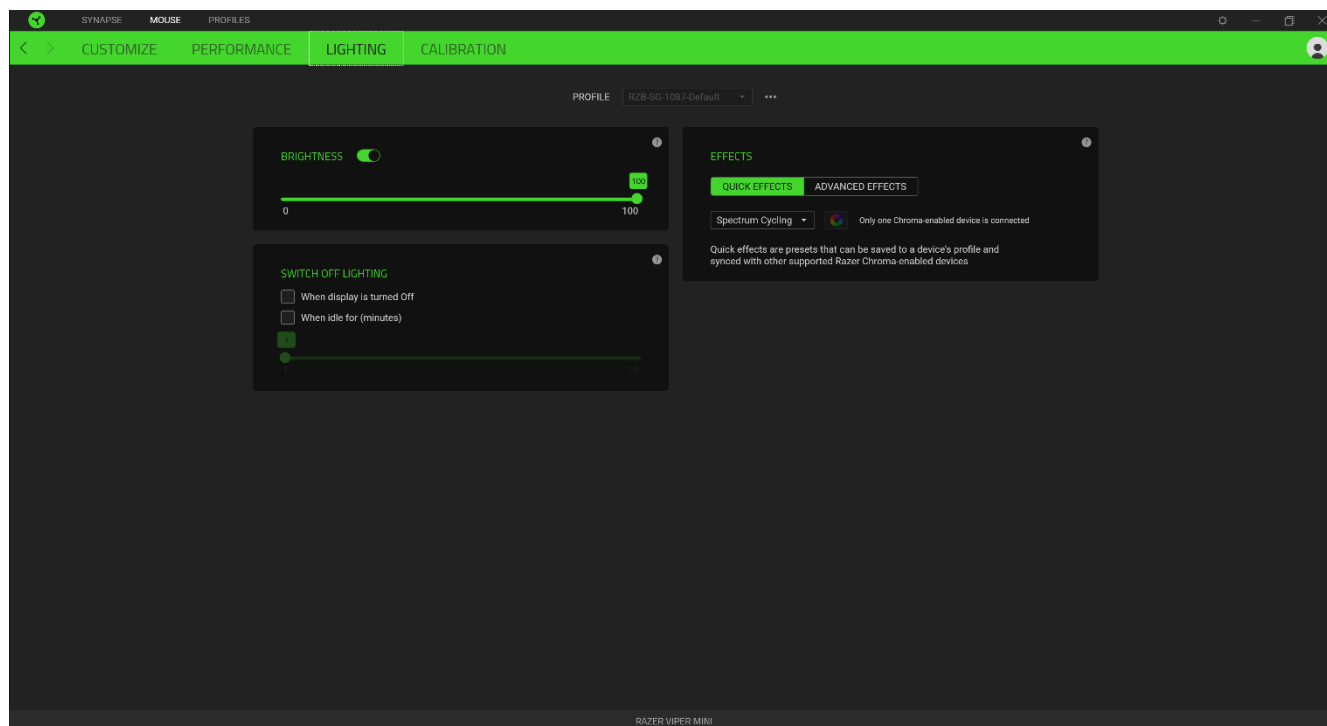 SYNAPSE MOUSE PROFILES
CUSTOMIZE PERFORMANCE LIGHTING CALIBRATION
PROFILE RZB-SG-1087-Default
BRIGHTNESS
100
0 100
SWITCH OFF LIGHTING
When display is turned Off
When idle for (minutes)
1
1 15
EFFECTS
QUICK EFFECTS ADVANCED EFFECTS
Spectrum Cycling Only one Chroma-enabled device is connected
Quick effects are presets that can be saved to a device's profile and
synced with other supported Razer Chroma-enabled devices
RAZER VIPER MINI